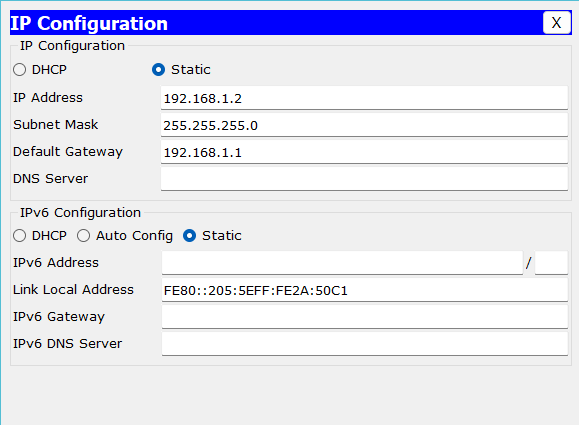 IP Configuration X
IP Configuration
DHCP Static
IP Address 192.168.1.2
Subnet Mask 255.255.255.0
Default Gateway 192.168.1.1
DNS Server
IPv6 Configuration
DHCP Auto Config Static
IPv6 Address /
Link Local Address FE80::205:5EFF:FE2A:50C1
IPv6 Gateway
IPv6 DNS Server